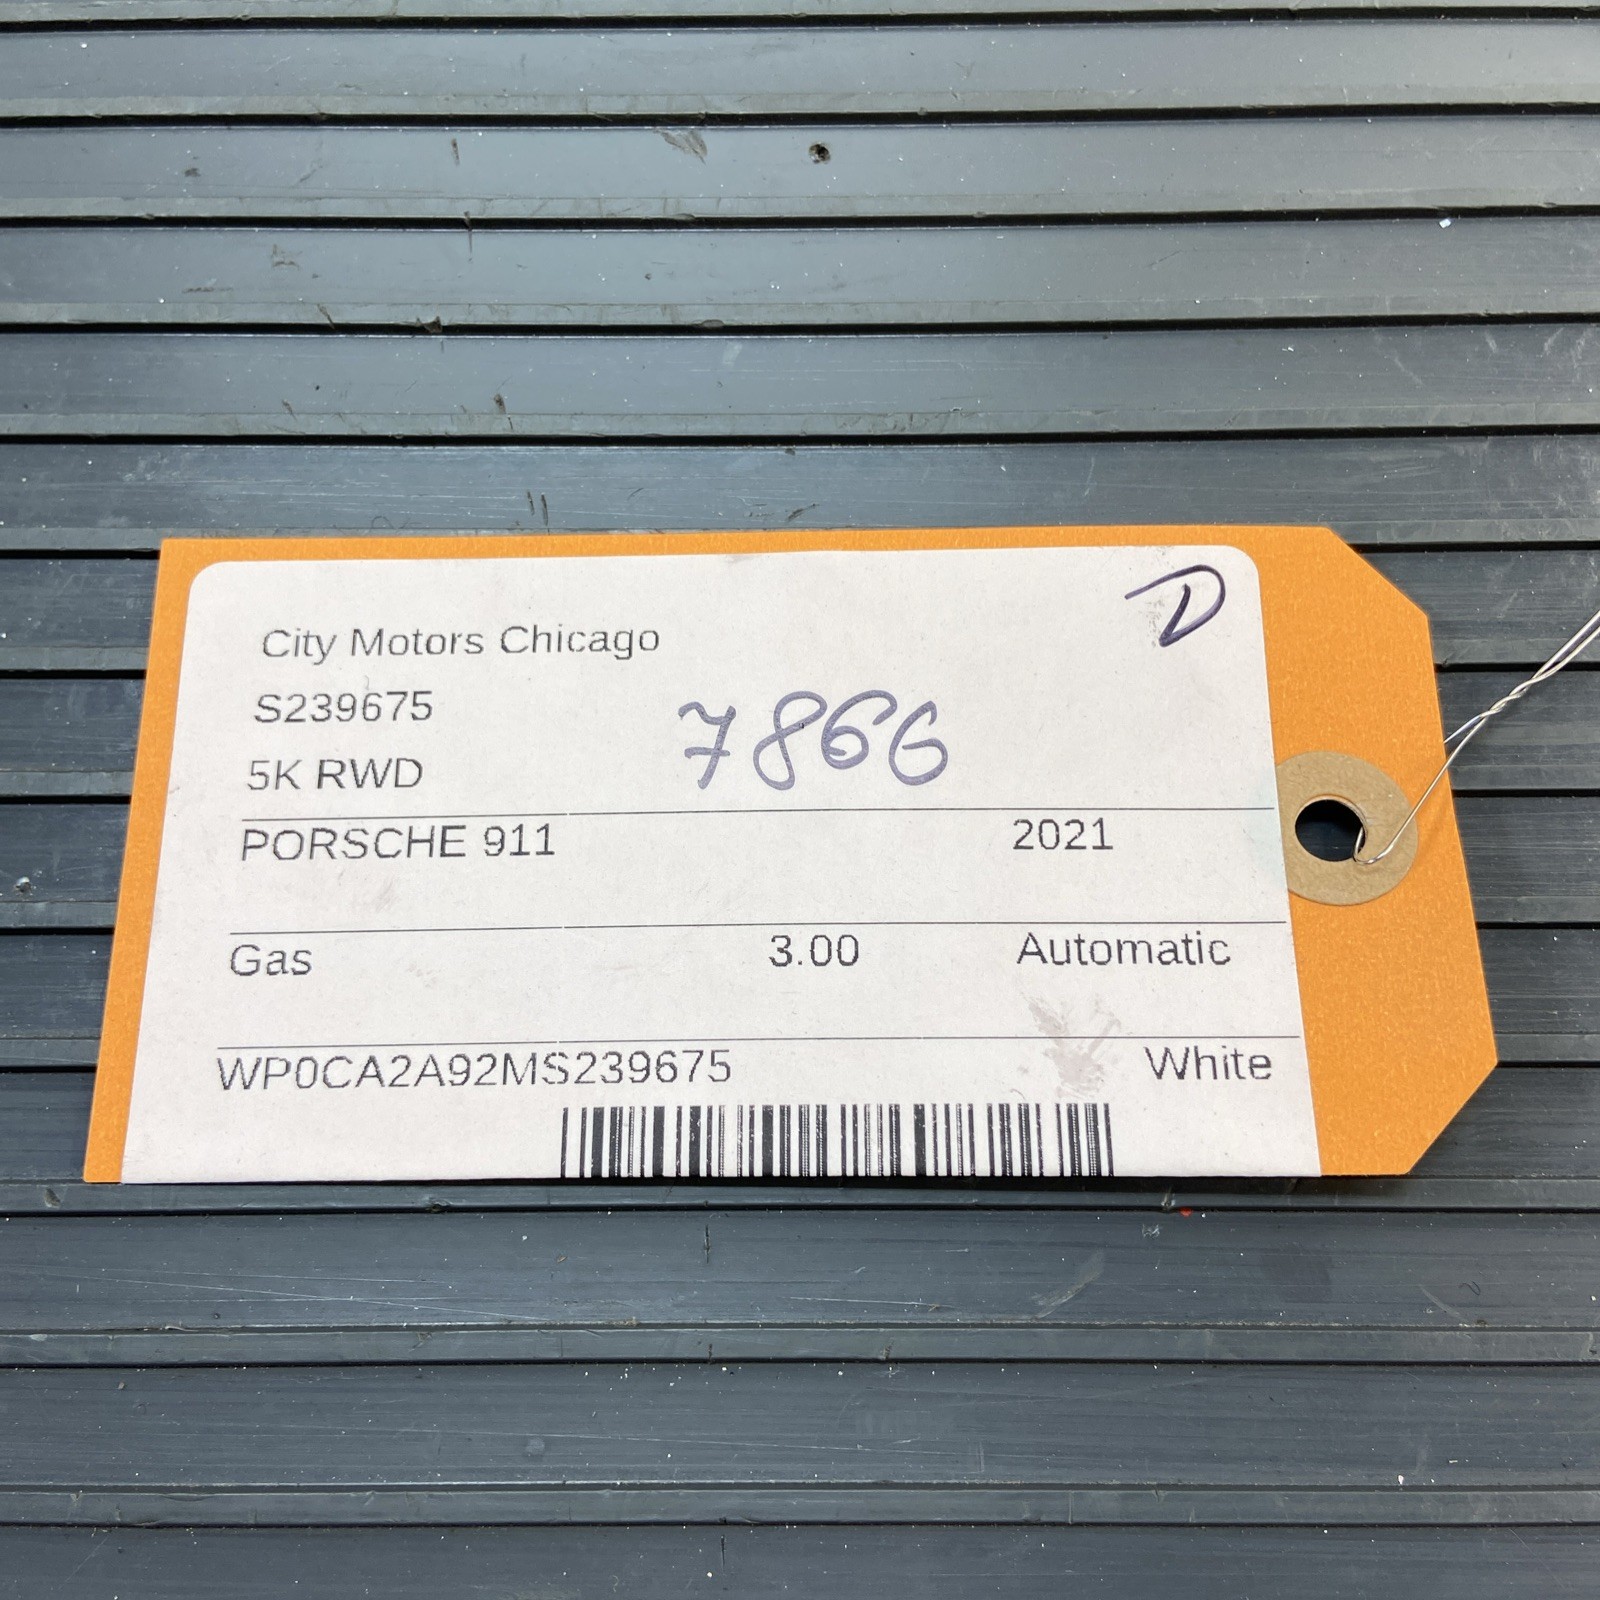 D
City Motors Chicago
S239675
7866
5K RWD
PORSCHE 911 2021
Gas 3.00 Automatic
WP0CA2A92MS239675 White